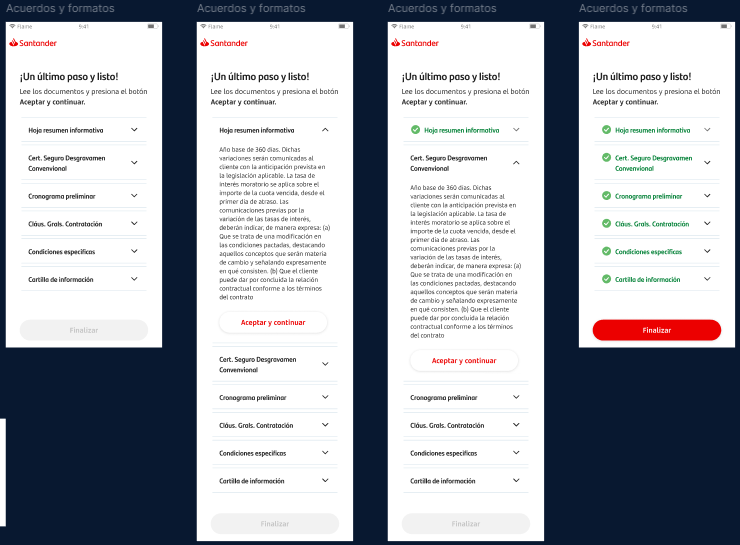 Acuerdos y formatos
Flame 9:41
Santander
¡Un último paso y listo!
Lee los documentos y presiona el botón
Aceptar y continuar.
Hoja resumen informativa
Cert. Seguro Desgravamen
Convenvional
Cronograma preliminar
Cláus. Grals. Contratación
Condiciones específicas
Cartilla de información
Finalizar
Acuerdos y formatos
Flame 9:41
Santander
¡Un último paso y listo!
Lee los documentos y presiona el botón
Aceptar y continuar.
Hoja resumen informativa
Año base de 360 días. Dichas
variaciones serán comunicadas al
cliente con la anticipación prevista en
la legislación aplicable. La tasa de
interés moratorio se aplica sobre el
importe de la cuota vencida, desde el
primer día de atraso. Las
comunicaciones previas por la
variación de las tasas de interés,
deberán indicar, de manera expresa: (a)
Que se trata de una modificación en
las condiciones pactadas, destacando
aquellos conceptos que serán materia
de cambio y señalando expresamente
en qué consisten. (b) Que el cliente
puede dar por concluida la relación
contractual conforme a los términos
del contrato
Aceptar y continuar
Cert. Seguro Desgravamen
Convenvional
Cronograma preliminar
Cláus. Grals. Contratación
Condiciones específicas
Cartilla de información
Finalizar
Acuerdos y formatos
Flame 9:41
Santander
¡Un último paso y listo!
Lee los documentos y presiona el botón
Aceptar y continuar.
Hoja resumen informativa
Cert. Seguro Desgravamen
Convenvional
Año base de 360 días. Dichas
variaciones serán comunicadas al
cliente con la anticipación prevista en
la legislación aplicable. La tasa de
interés moratorio se aplica sobre el
importe de la cuota vencida, desde el
primer día de atraso. Las
comunicaciones previas por la
variación de las tasas de interés,
deberán indicar, de manera expresa: (a)
Que se trata de una modificación en
las condiciones pactadas, destacando
aquellos conceptos que serán materia
de cambio y señalando expresamente
en qué consisten. (b) Que el cliente
puede dar por concluida la relación
contractual conforme a los términos
del contrato
Aceptar y continuar
Cronograma preliminar
Cláus. Grals. Contratación
Condiciones específicas
Cartilla de información
Finalizar
Acuerdos y formatos
Flame 9:41
Santander
¡Un último paso y listo!
Lee los documentos y presiona el botón
Aceptar y continuar.
Hoja resumen informativa
Cert. Seguro Desgravamen
Convenvional
Cronograma preliminar
Cláus. Grals. Contratación
Condiciones específicas
Cartilla de información
Finalizar